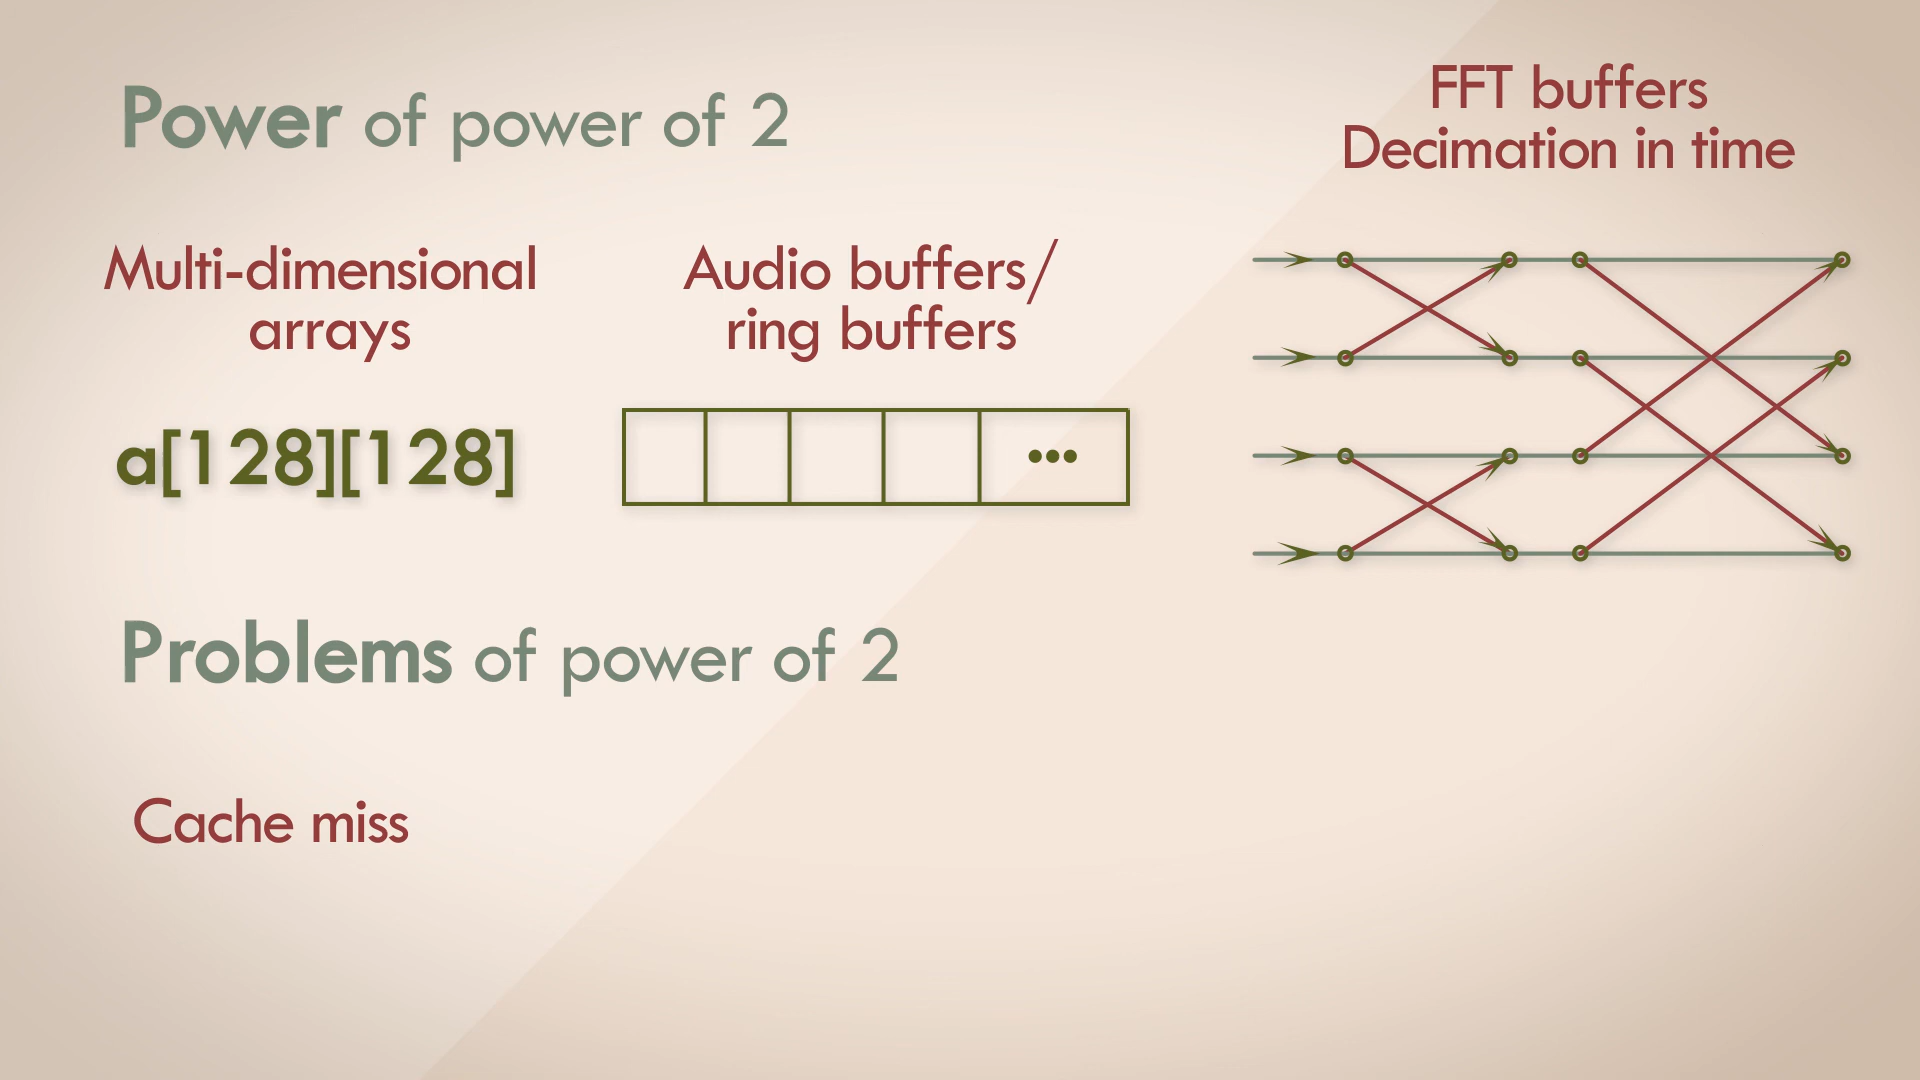 Power of power of 2
Multi-dimensional
arrays
a[128][128]
Audio buffers/
ring buffers
•••
FFT buffers
Decimation in time
Problems of power of 2
Cache miss